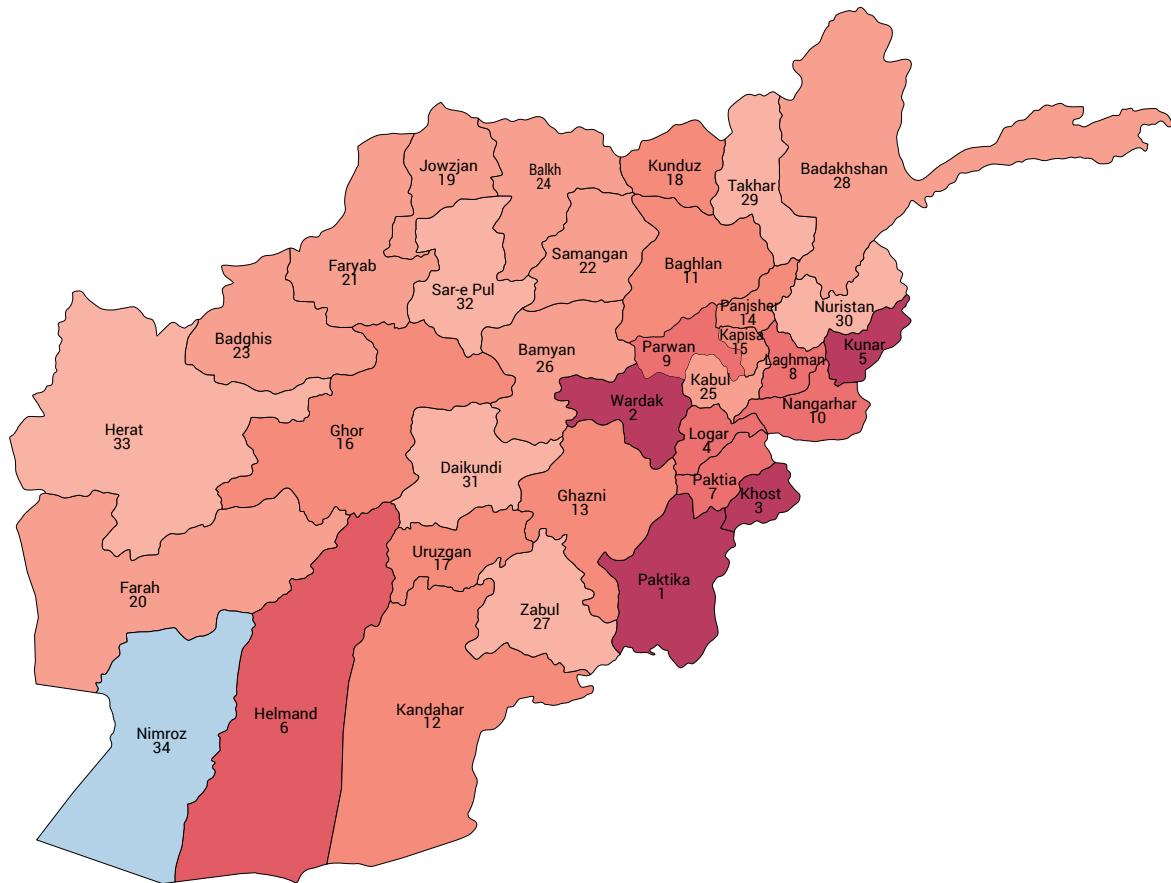 Jowzjan
19
Balkh
24
Kunduz
18
Takhar
29
Badakhshan
28
Faryab
21
Samangan
22
Baghlan
11
Sar-e Pul
32
Panjsher
14
Nuristan
30
Badghis
23
Bamyan
26
Parwan
9
Kapisa
15
Laghman
8
Kunar
5
Kabul
25
Wardak
2
Nangarhar
10
Herat
33
Ghor
16
Logar
4
Daikundi
31
Ghazni
13
Paktia
7
Khost
3
Uruzgan
17
Farah
20
Paktika
1
Zabul
27
Kandahar
12
Helmand
6
Nimroz
34